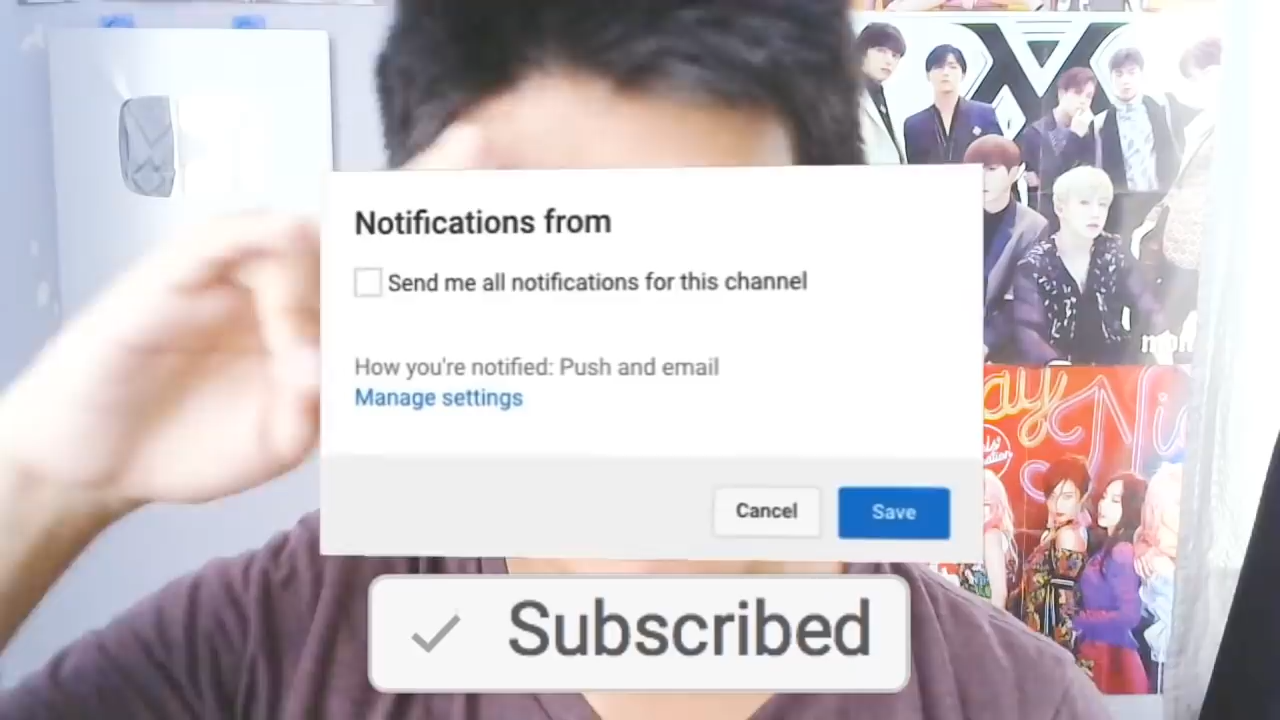 Notifications from
Send me all notifications for this channel
How you're notified: Push and email
Manage settings
Cancel
Save
Subscribed